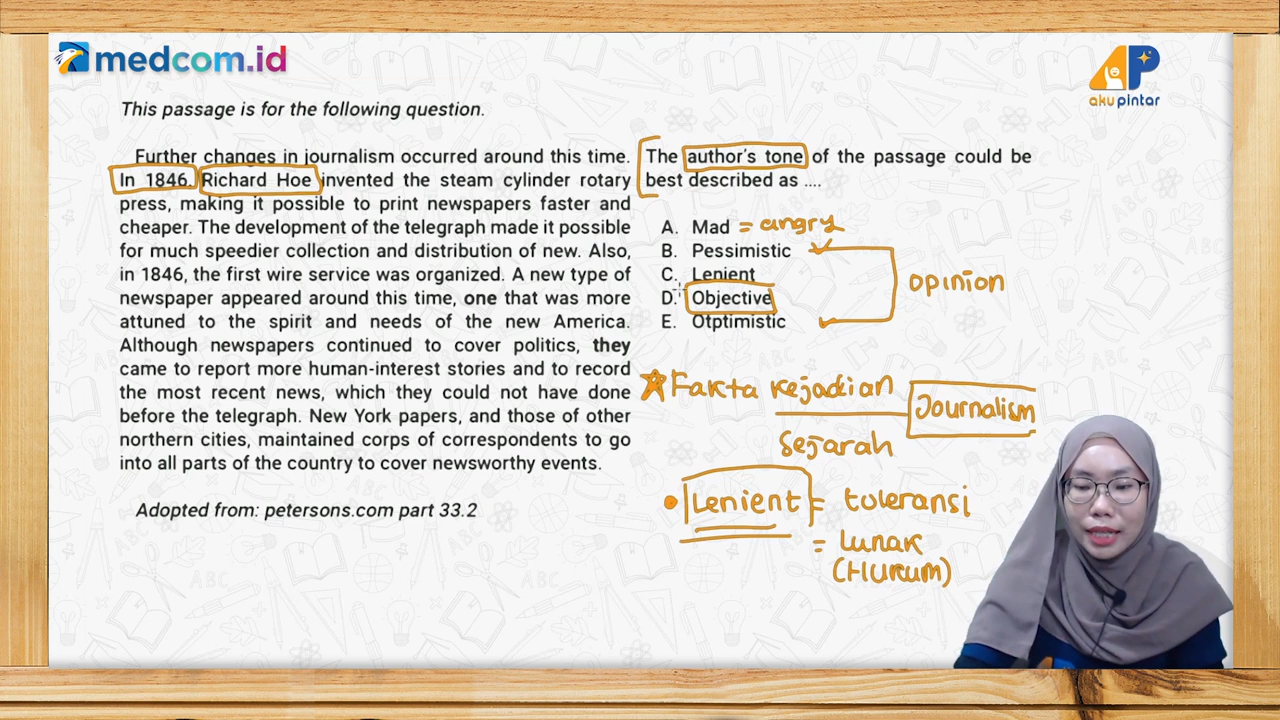 medcom.id
aku pintar
This passage is for the following question.
Further changes in journalism occurred around this time.
In 1846. Richard Hoe invented the steam cylinder rotary
press, making it possible to print newspapers faster and
cheaper. The development of the telegraph made it possible
for much speedier collection and distribution of new. Also,
in 1846, the first wire service was organized. A new type of
newspaper appeared around this time, one that was more
attuned to the spirit and needs of the new America.
Although newspapers continued to cover politics, they
came to report more human-interest stories and to record
the most recent news, which they could not have done
before the telegraph. New York papers, and those of other
northern cities, maintained corps of correspondents to go
into all parts of the country to cover newsworthy events.
Adopted from: petersons.com part 33.2
The author's tone of the passage could be
best described as ....
A. Mad = angry
B. Pessimistic
C. Lenient
D. Objective
E. Otptimistic
opinion
Fakta kejadian
Journalism
Sejarah
Lenient = toleransi
= lunak
(Hukum)